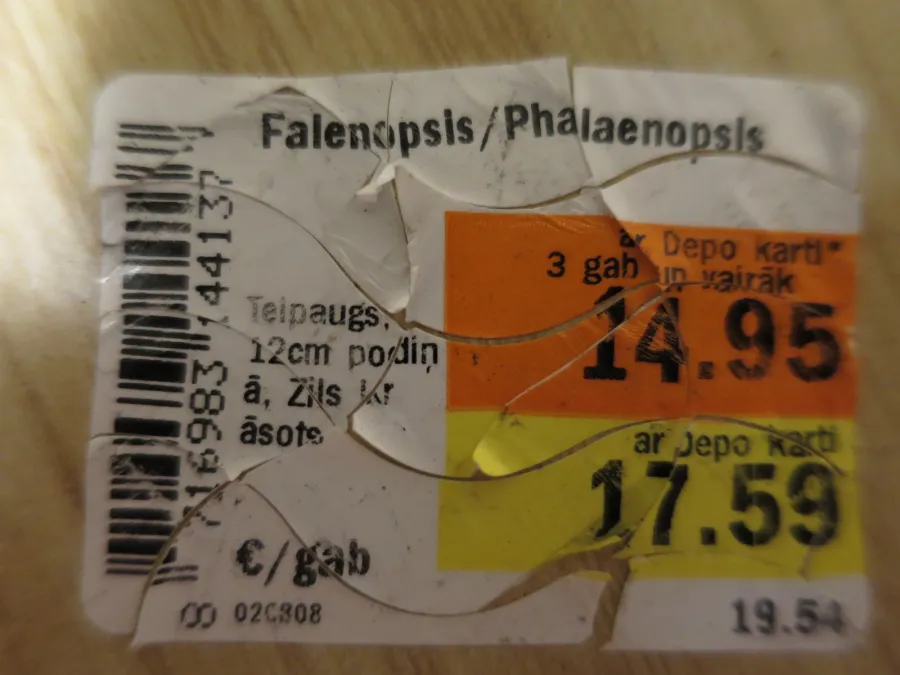 Falenopsis/Phalaenopsis
ar Depo karti*
3 gab un vairāk
14.95
Telpaugs,
12cm podiņ
ā, Zils kr
āsots
ar Depo karti
17.59
€/gab
19.54